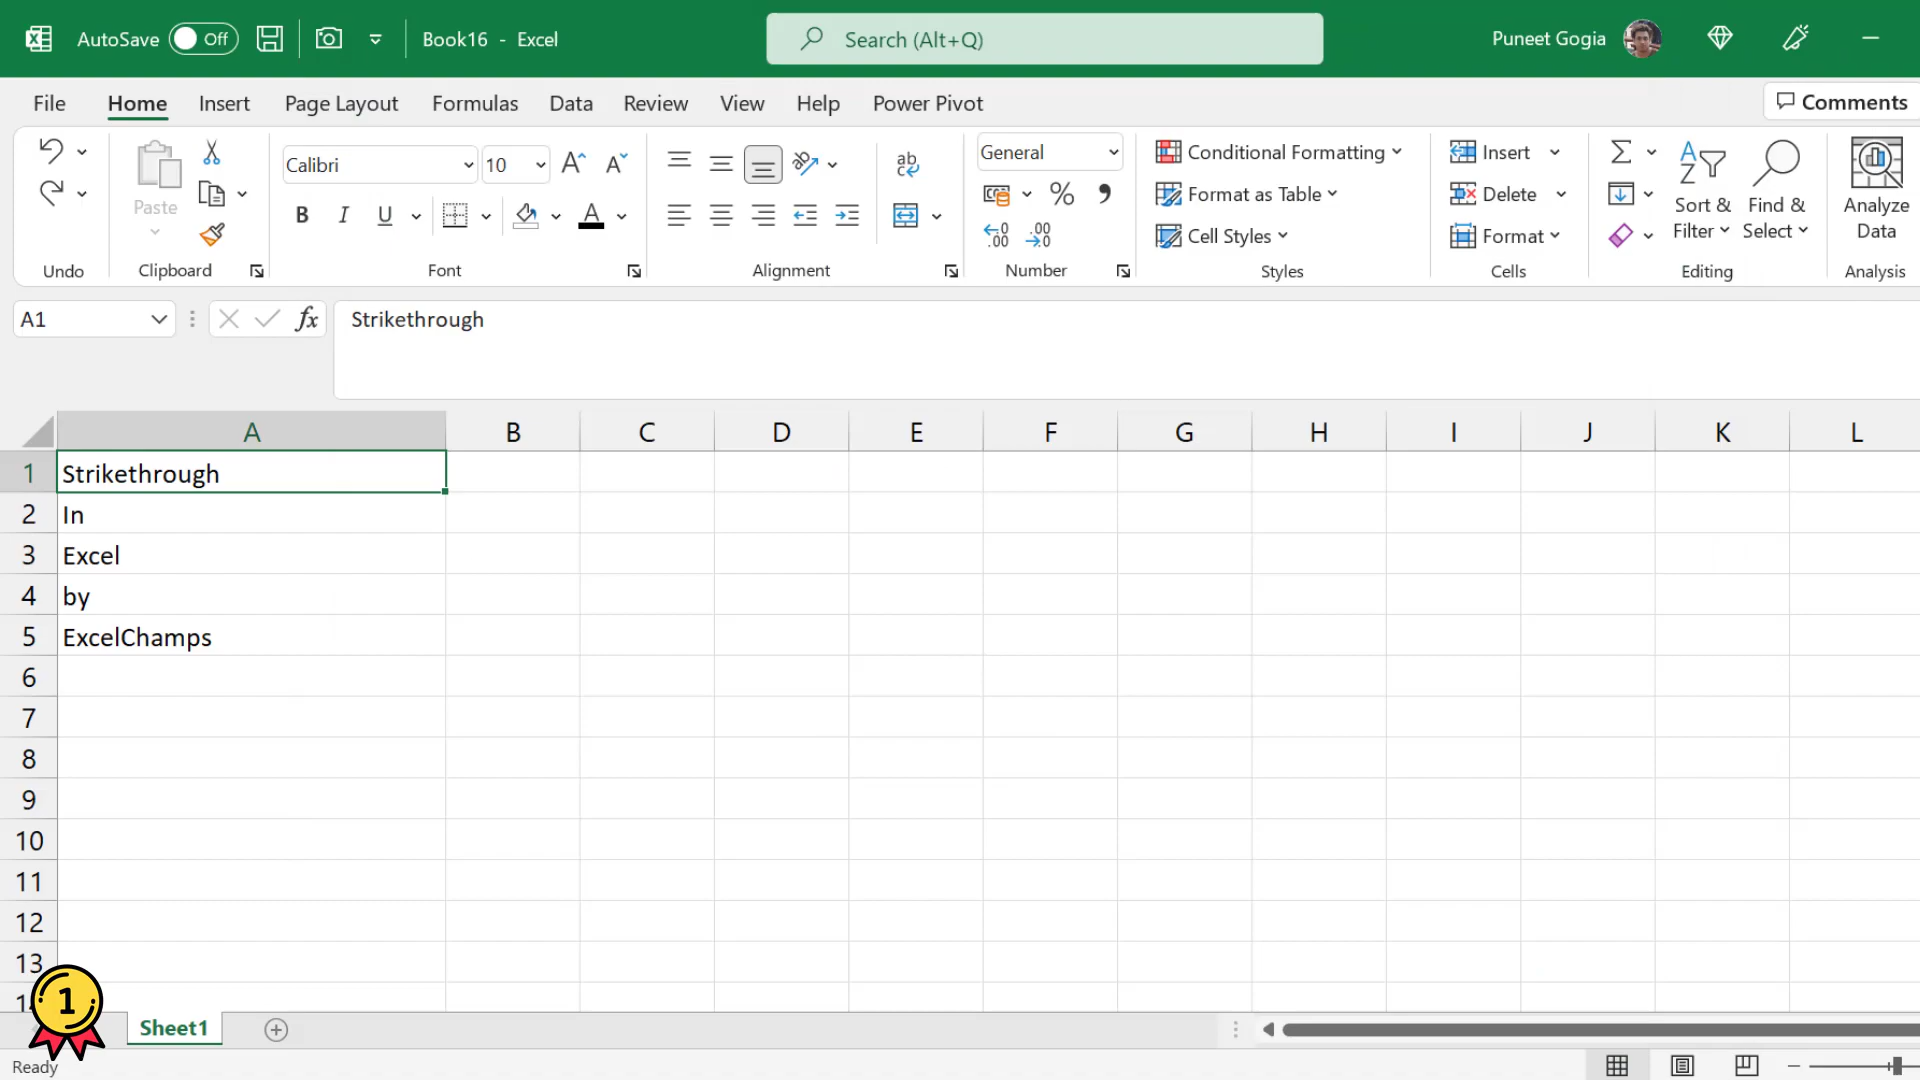 AutoSave Off Book16 - Excel Search (Alt+Q) Puneet Gogia
File Home Insert Page Layout Formulas Data Review View Help Power Pivot Comments
Calibri 10 General Conditional Formatting Insert
Paste Format as Table Delete Sort & Filter Find & Select Analyze Data
Cell Styles Format
Undo Clipboard Font Alignment Number Styles Cells Editing Analysis
A1 fx Strikethrough
A B C D E F G H I J K L
1 Strikethrough
2 In
3 Excel
4 by
5 ExcelChamps
6
7
8
9
10
11
12
13
1
Sheet1
Ready